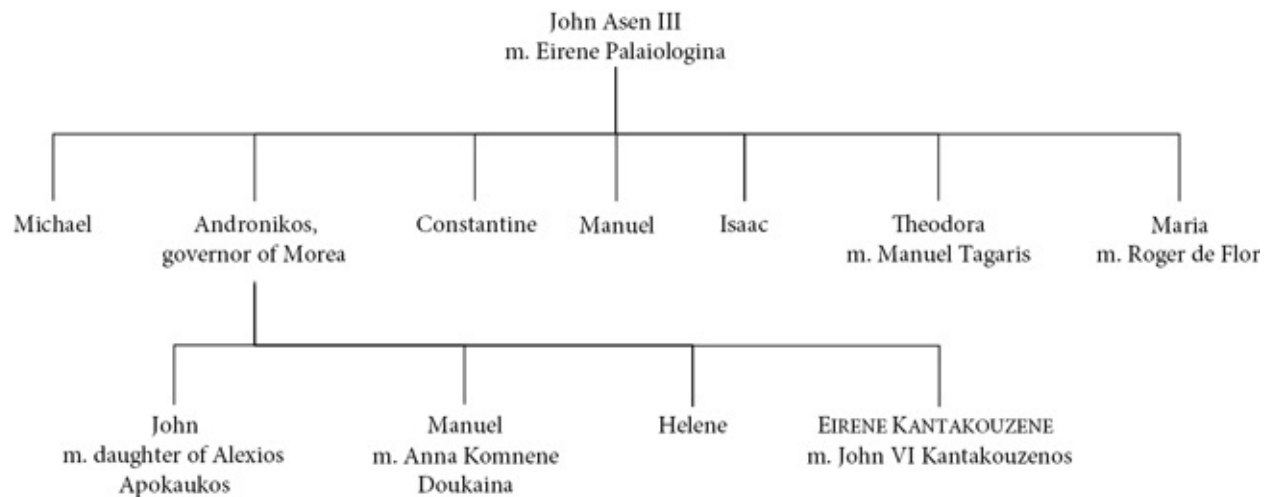 John Asen III
m. Eirene Palaiologina
Michael
Andronikos,
governor of Morea
Constantine
Manuel
Isaac
Theodora
m. Manuel Tagaris
Maria
m. Roger de Flor
John
m. daughter of Alexios
Apokaukos
Manuel
m. Anna Komnene
Doukaina
Helene
EIRENE KANTAKOUZENE
m. John VI Kantakouzenos